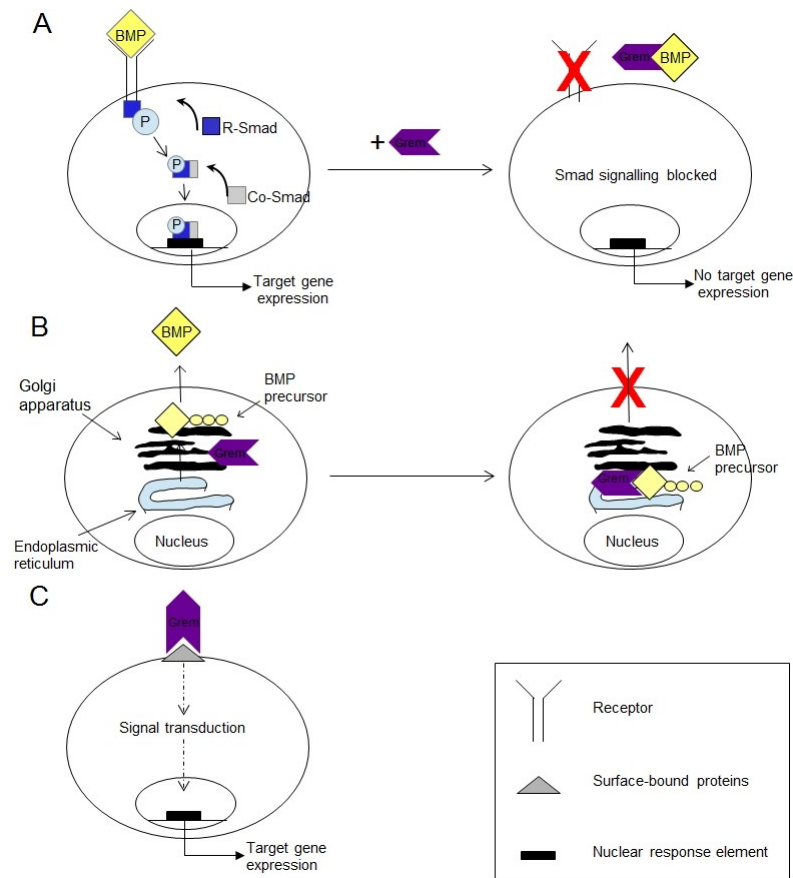 A
BMP
P
R-Smad
P
Co-Smad
P
Target gene
expression
+
Grem
Grem
BMP
Smad signalling blocked
No target gene
expression
B
BMP
Golgi
apparatus
BMP
precursor
Grem
Endoplasmic
reticulum
Nucleus
BMP
precursor
Grem
Nucleus
C
Grem
Signal transduction
Target gene
expression
Receptor
Surface-bound proteins
Nuclear response element